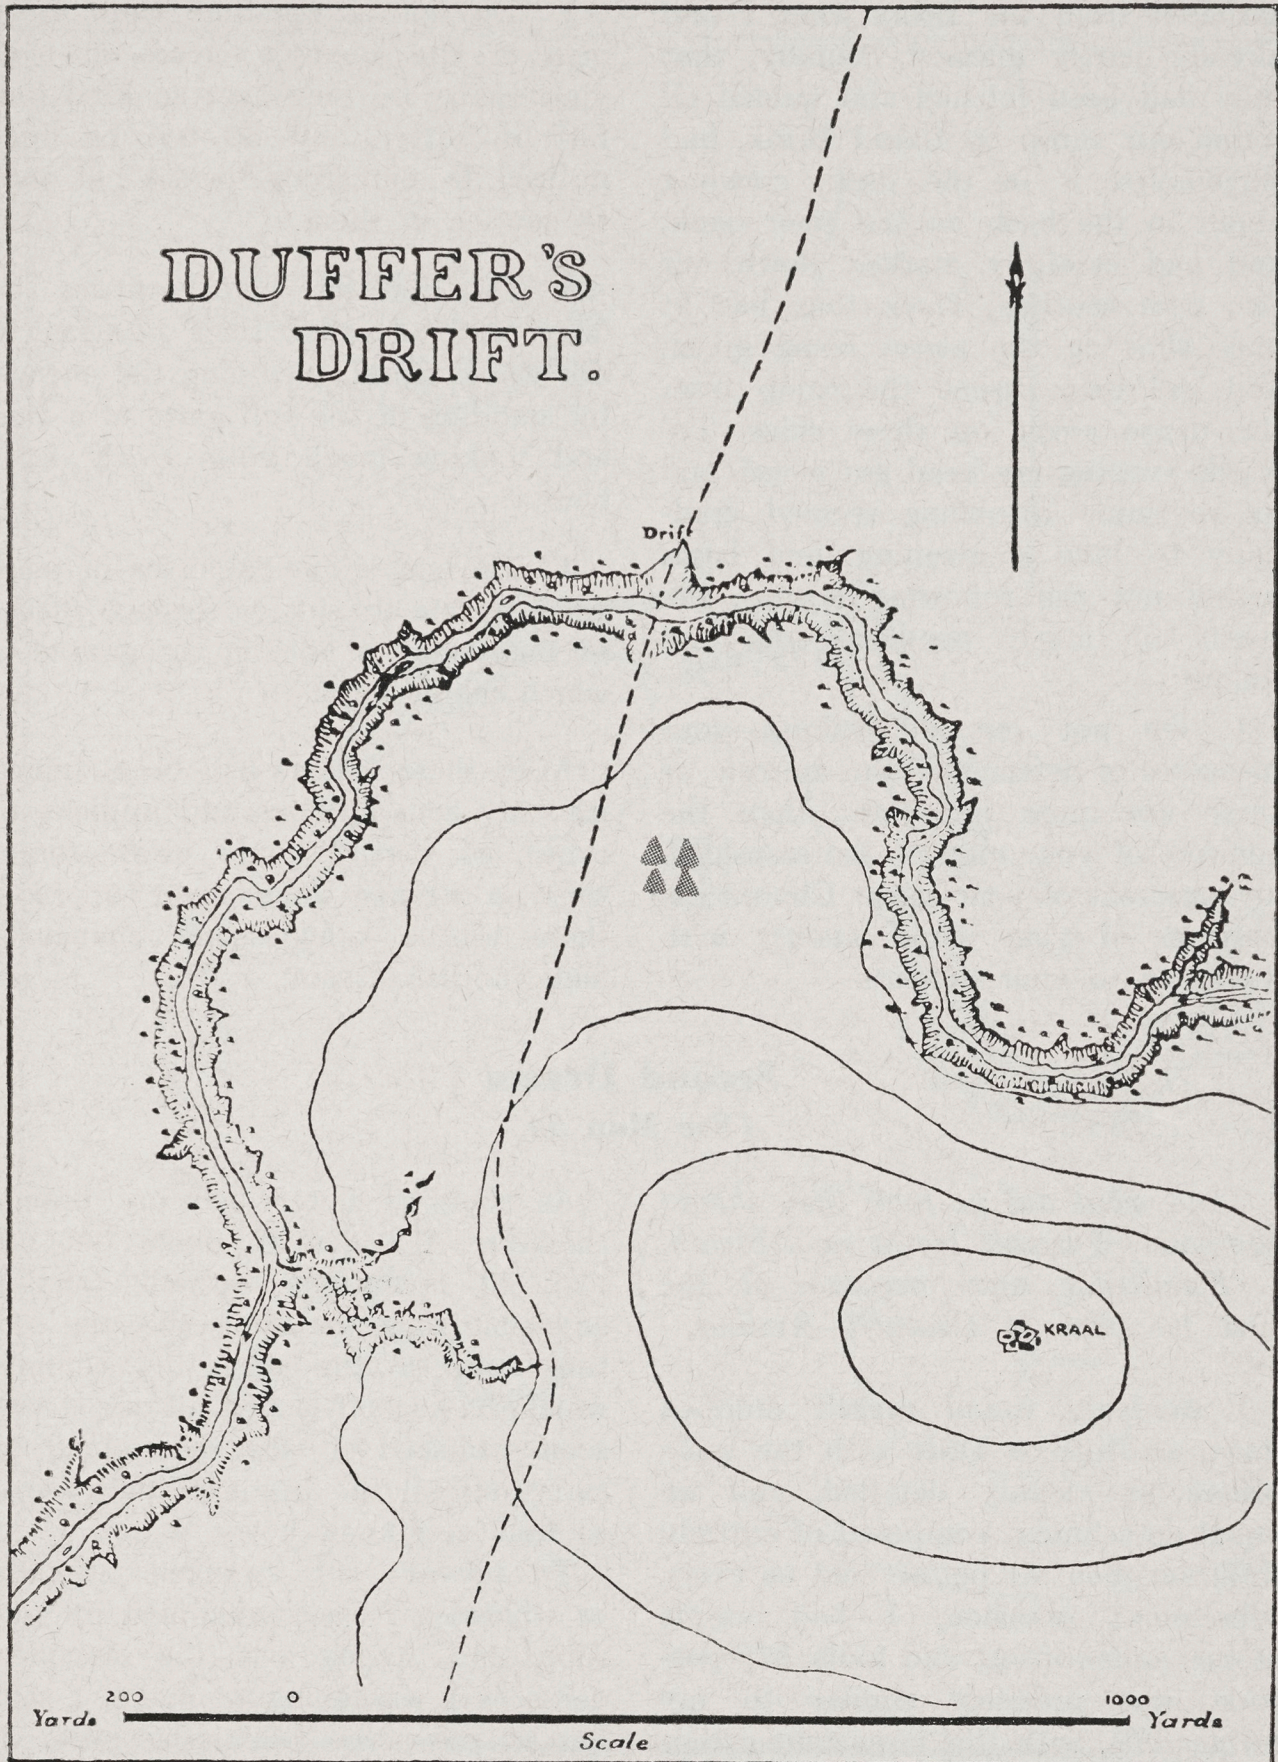 DUFFER'S
DRIFT.
Drift
KRAAL
200 0 1000
Yards Yards
Scale